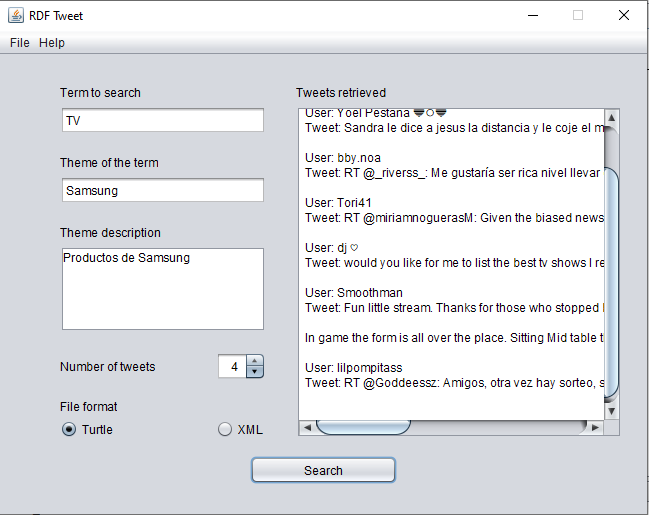 RDF Tweet
File Help
Term to search
TV
Theme of the term
Samsung
Theme description
Productos de Samsung
Number of tweets
4
File format
Turtle
XML
Tweets retrieved
User: Yoel Pestana
Tweet: Sandra le dice a jesus la distancia y le coje el m
User: bby.noa
Tweet: RT @_riverss_: Me gustaría ser rica nivel llevar
User: Tori41
Tweet: RT @miriamnoguerasM: Given the biased news
User: dj ♡
Tweet: would you like for me to list the best tv shows I re
User: Smoothman
Tweet: Fun little stream. Thanks for those who stopped
In game the form is all over the place. Sitting Mid table t
User: lilpompitass
Tweet: RT @Goddeessz: Amigos, otra vez hay sorteo, s
Search